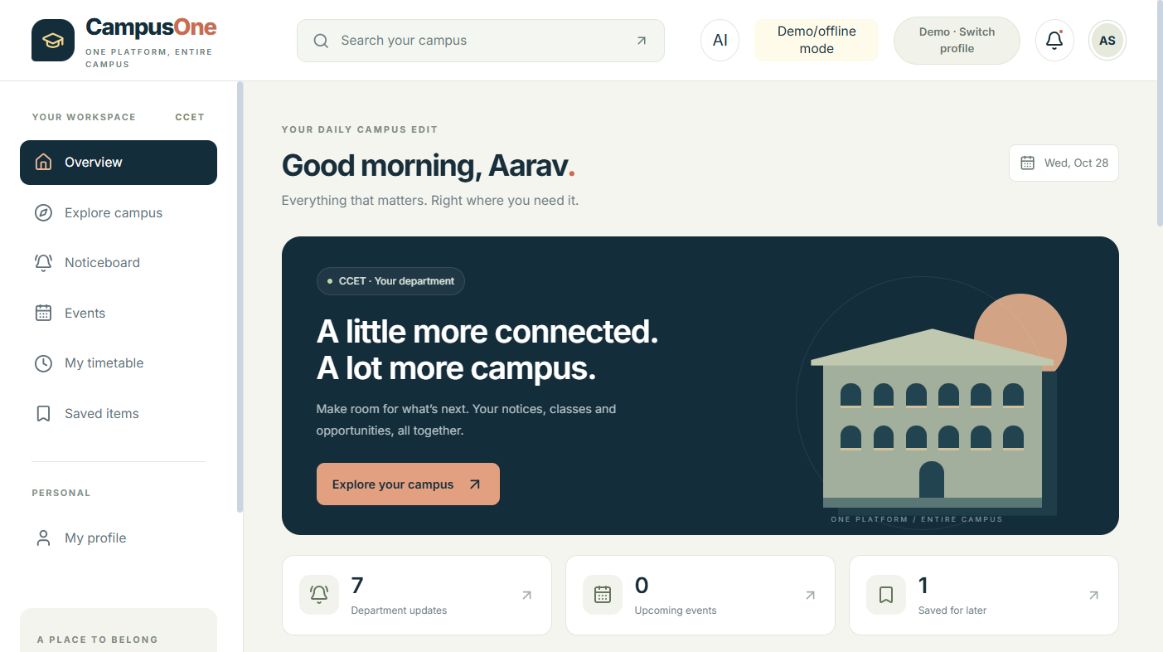 CampusOne
ONE PLATFORM, ENTIRE
CAMPUS
Search your campus
AI
Demo/offline
mode
Demo · Switch
profile
AS
YOUR WORKSPACE
CCET
Overview
Explore campus
Noticeboard
Events
My timetable
Saved items
PERSONAL
My profile
A PLACE TO BELONG
YOUR DAILY CAMPUS EDIT
Good morning, Aarav.
Everything that matters. Right where you need it.
Wed, Oct 28
CCET · Your department
A little more connected.
A lot more campus.
Make room for what’s next. Your notices, classes and
opportunities, all together.
Explore your campus
ONE PLATFORM / ENTIRE CAMPUS
7
Department updates
0
Upcoming events
1
Saved for later